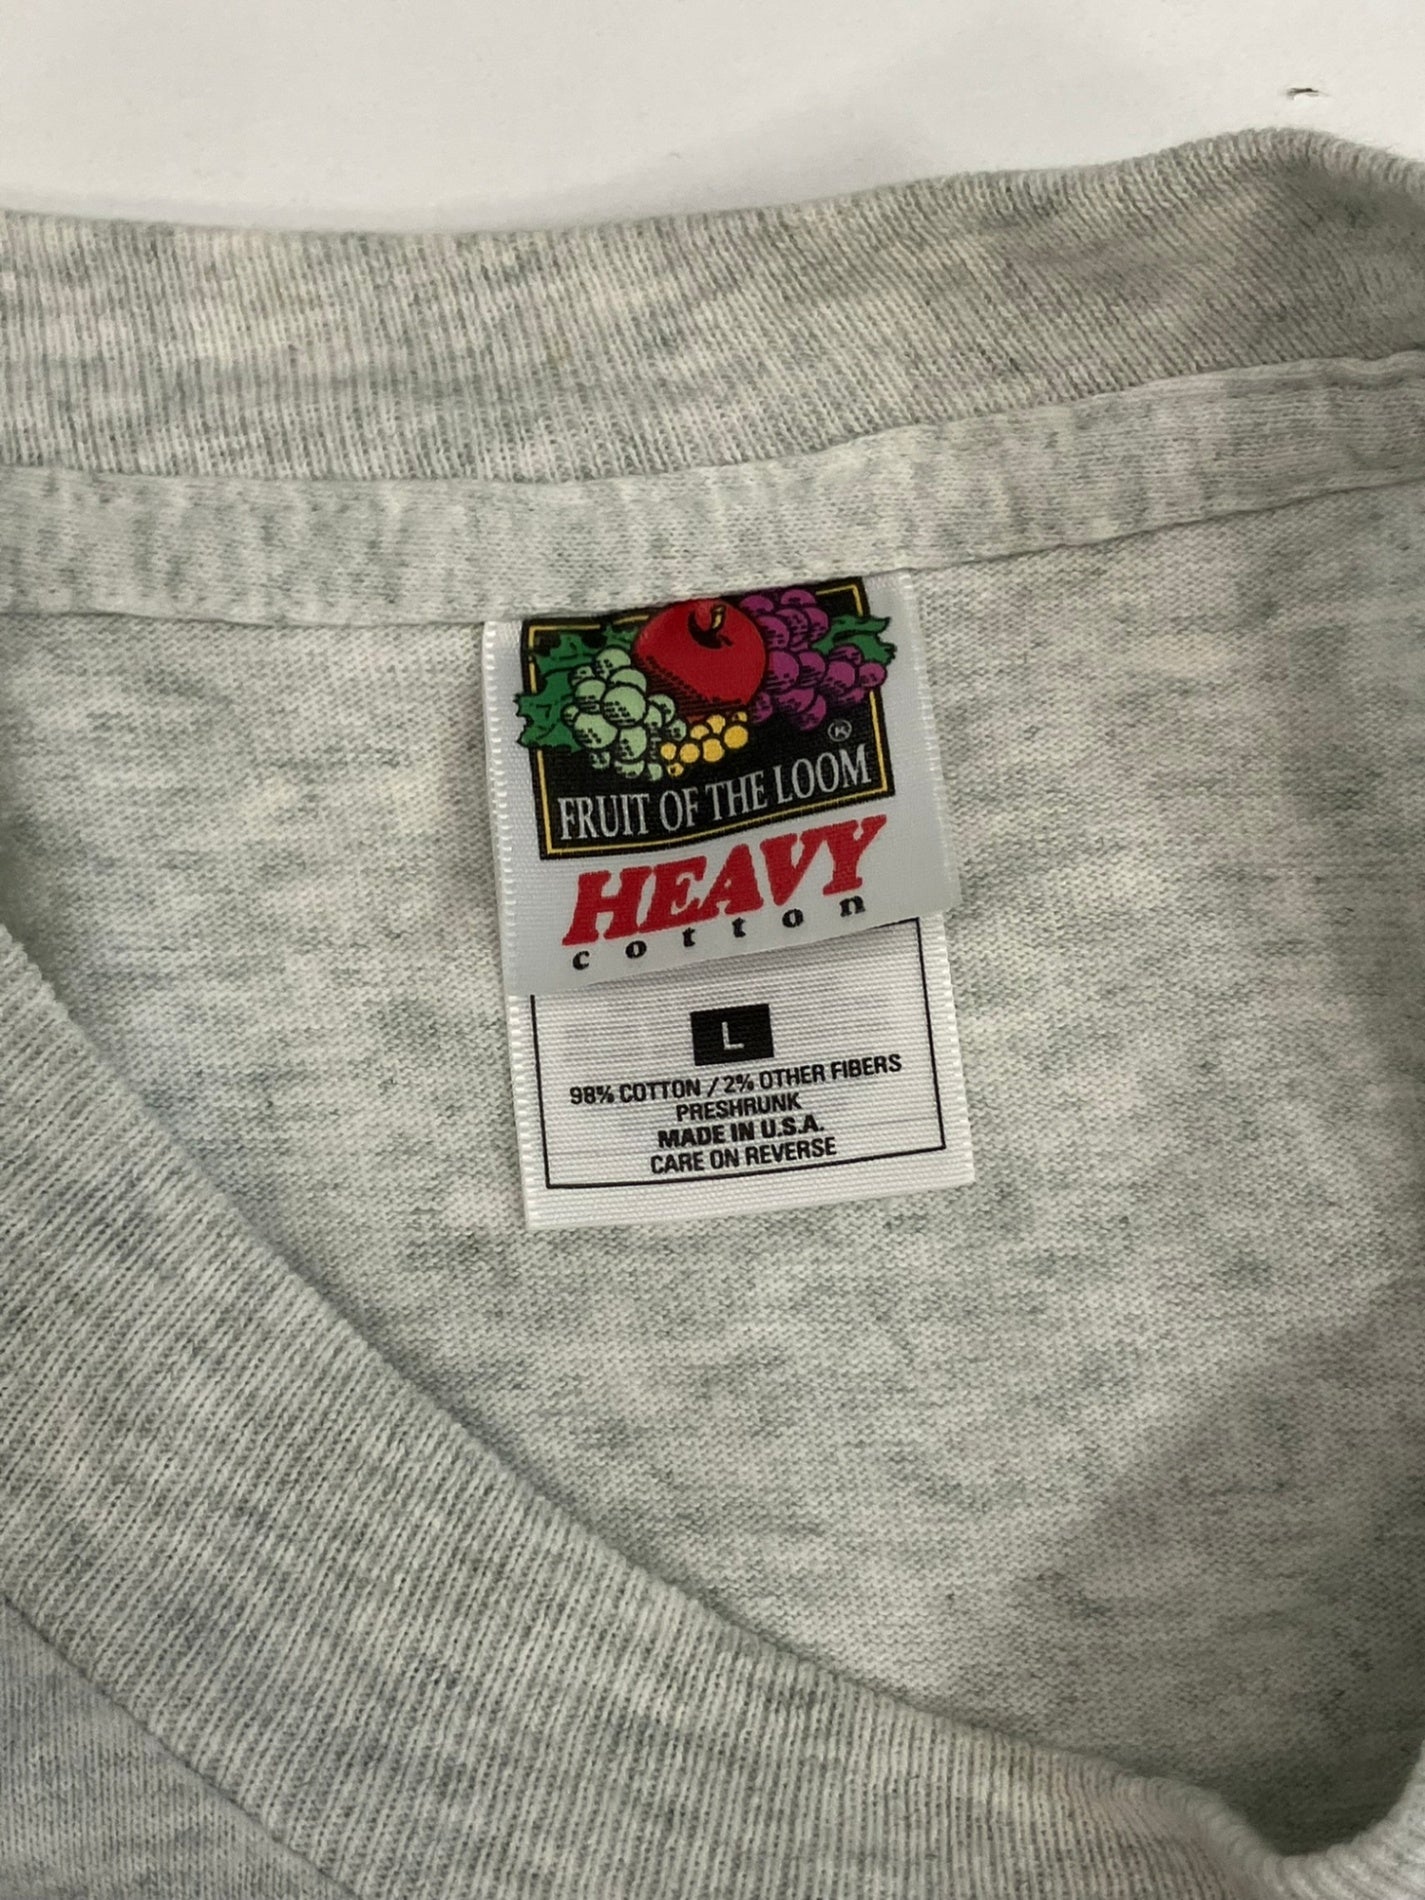 ®
FRUIT OF THE LOOM
HEAVY
cotton
L
98% COTTON / 2% OTHER FIBERS
PRESHRUNK
MADE IN U.S.A.
CARE ON REVERSE